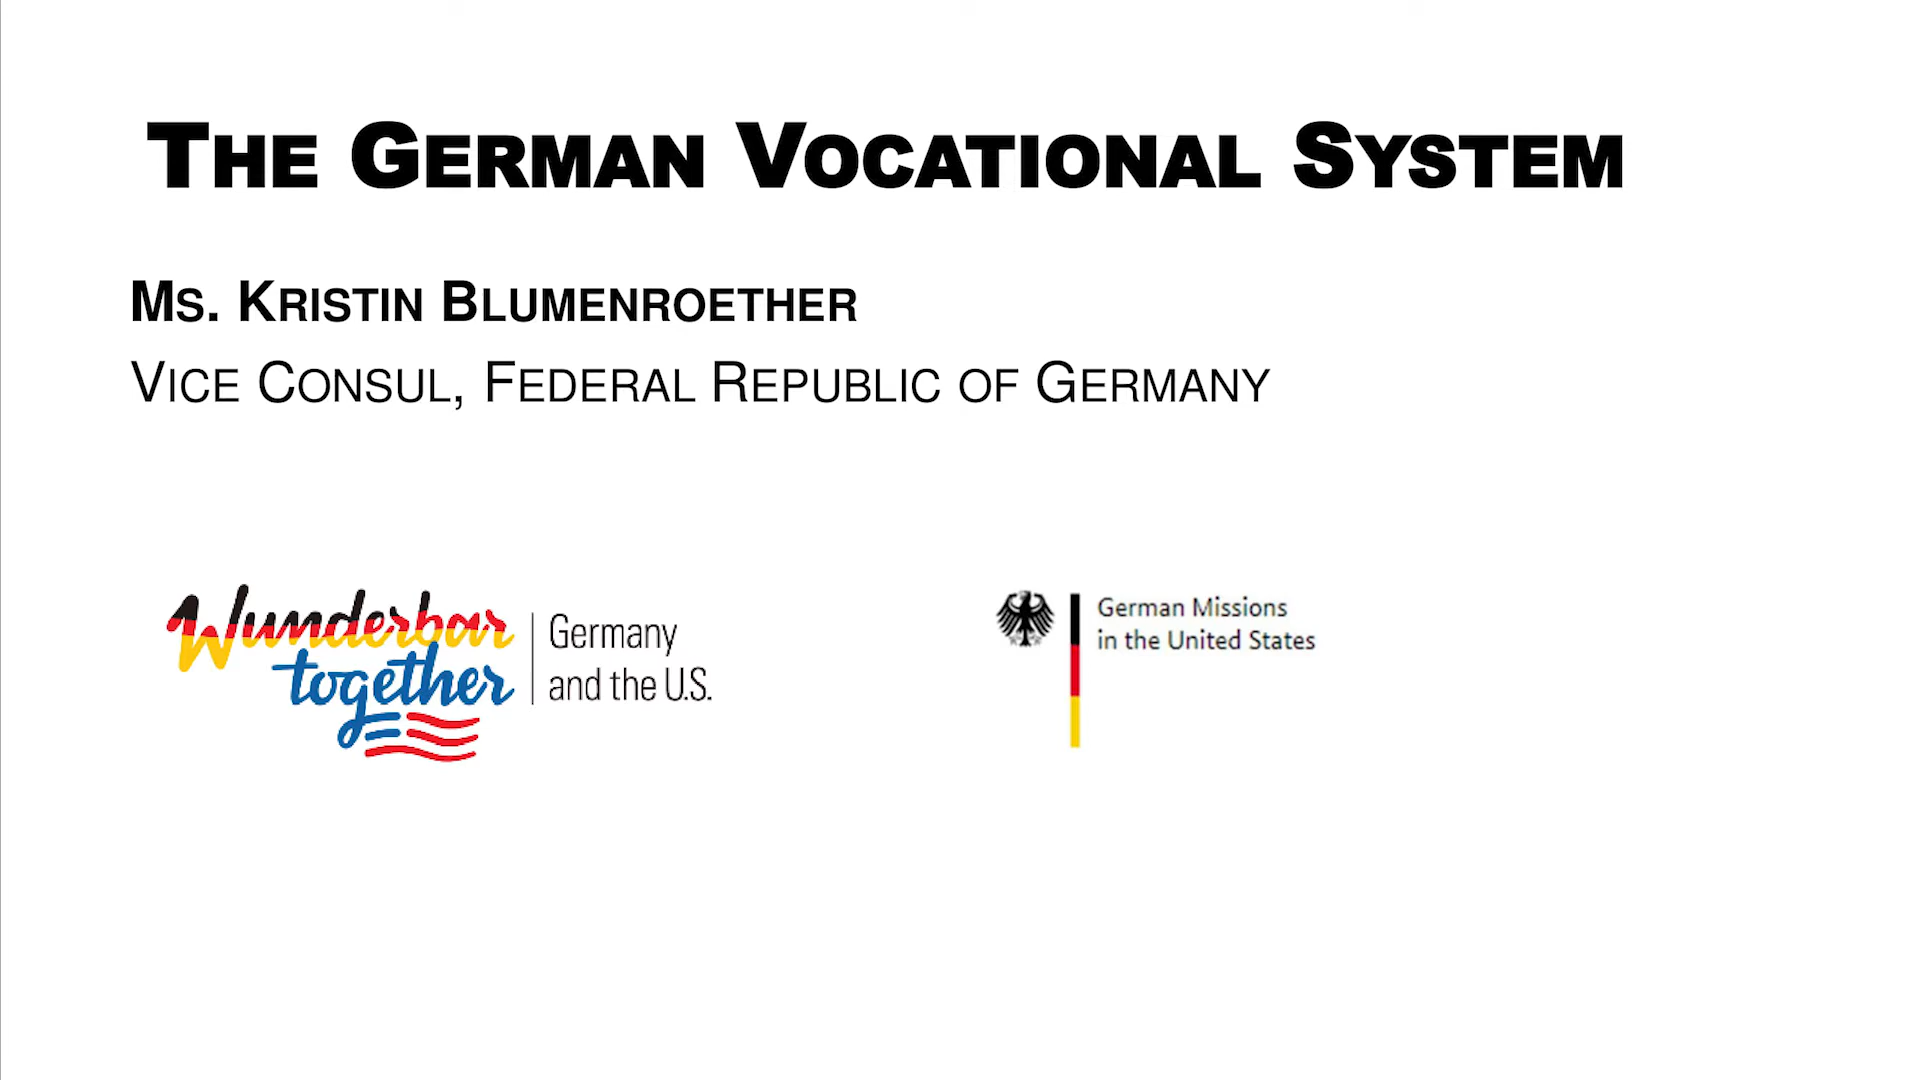 THE GERMAN VOCATIONAL SYSTEM
MS. KRISTIN BLUMENROETHER
VICE CONSUL, FEDERAL REPUBLIC OF GERMANY
Wunderbar
together
Germany
and the U.S.
German Missions
in the United States